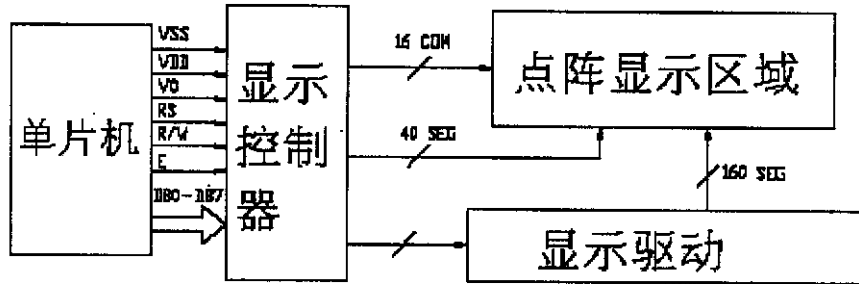 单片机
VSS
VDD
VO
RS
R/W
E
DB0-DB7
显示
控制
器
16 COM
40 SEG
点阵显示区域
160 SEG
显示驱动